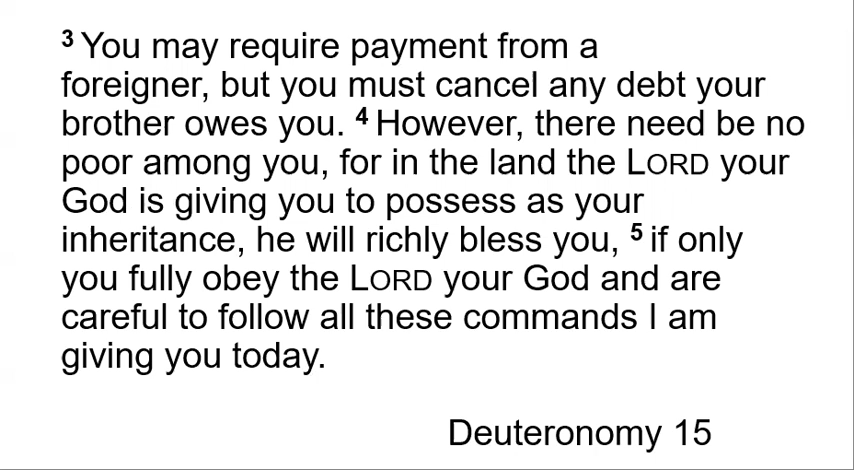 3 You may require payment from a
foreigner, but you must cancel any debt your
brother owes you. 4 However, there need be no
poor among you, for in the land the LORD your
God is giving you to possess as your
inheritance, he will richly bless you, 5 if only
you fully obey the LORD your God and are
careful to follow all these commands I am
giving you today.
Deuteronomy 15